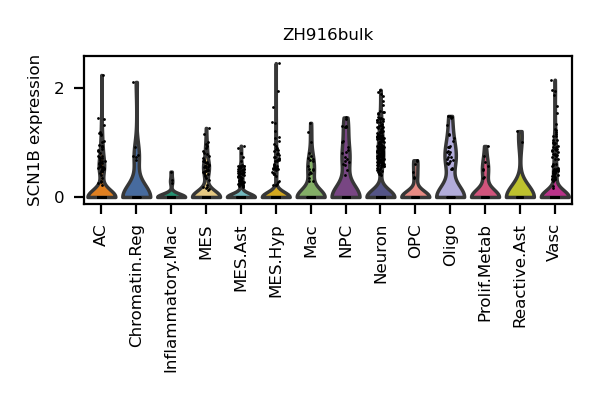 ZH916bulk
SCN1B expression
2
0
AC
Chromatin.Reg
Inflammatory.Mac
MES
MES.Ast
MES.Hyp
Mac
NPC
Neuron
OPC
Oligo
Prolif.Metab
Reactive.Ast
Vasc